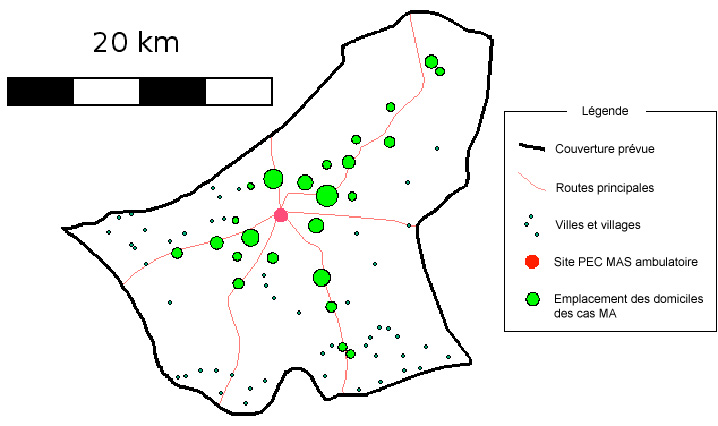 20 km
Légende
Couverture prévue
Routes principales
Villes et villages
Site PEC MAS ambulatoire
Emplacement des domiciles
des cas MA